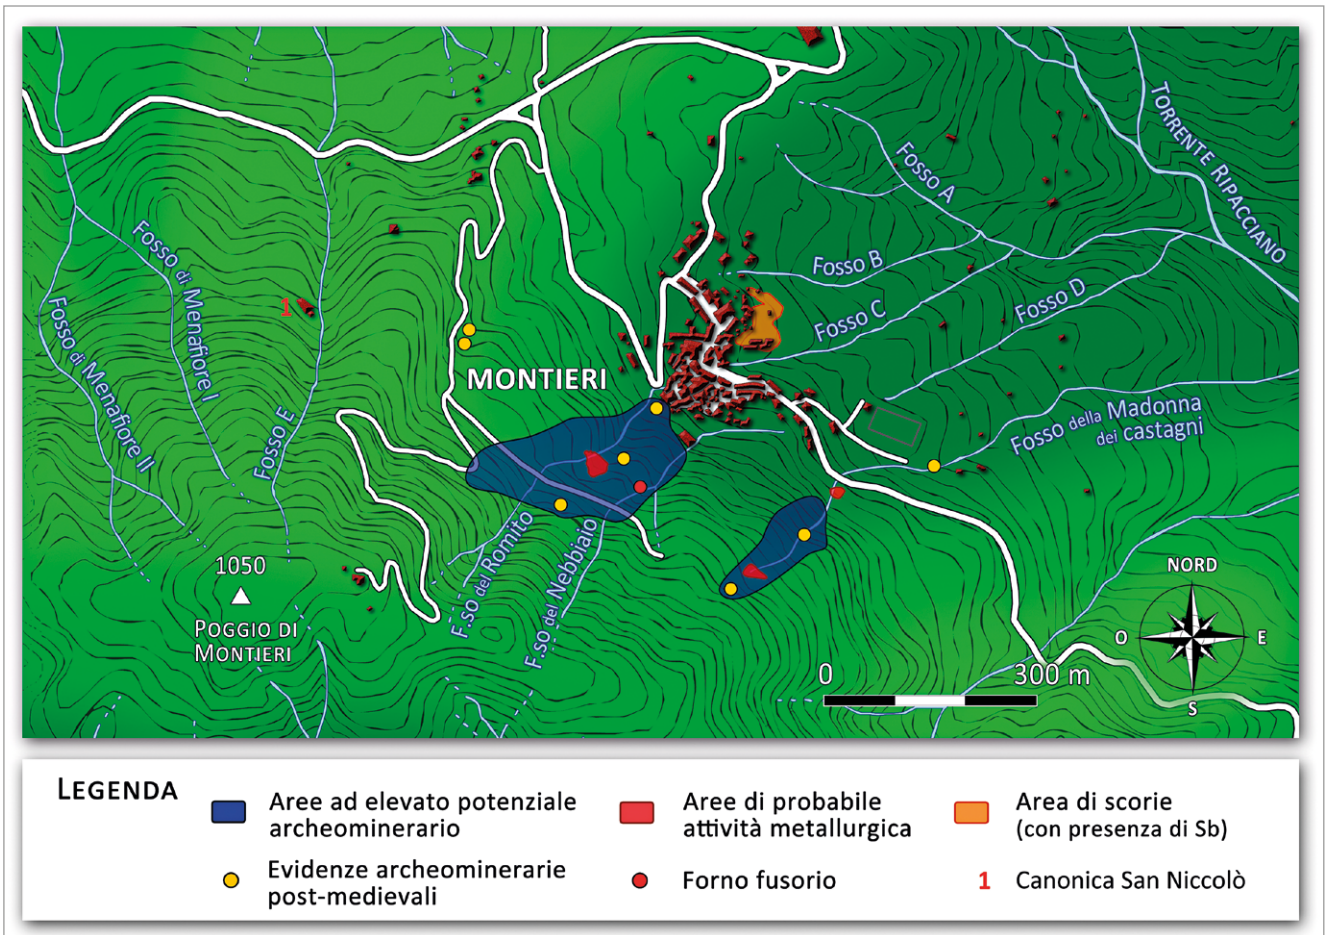 TORRENTE RIPACCIANO
FOSSO A
FOSSO B
FOSSO C
FOSSO D
FOSSO di MENAFIORE I
FOSSO di MENAFIORE II
FOSSO E
1
MONTIERI
FOSSO della MADONNA
dei CASTAGNI
F.SO del ROMITO
F.SO del NEBBIAIO
1050
POGGIO DI
MONTIERI
NORD
O
E
S
0
300 m
LEGENDA
Aree ad elevato potenziale
archeominerario
Aree di probabile
attività metallurgica
Area di scorie
(con presenza di Sb)
Evidenze archeominerarie
post-medievali
Forno fusorio
1 Canonica San Niccolò